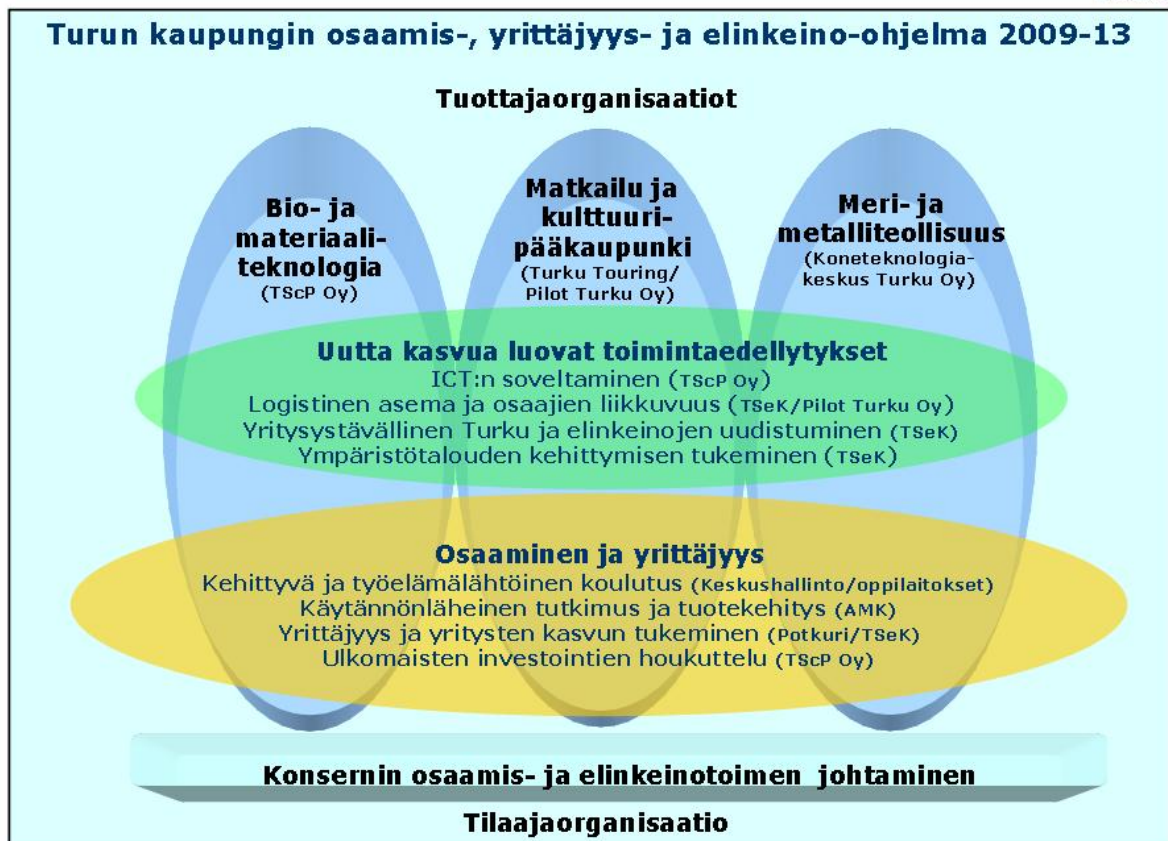 Turun kaupungin osaamis-, yrittäjyys- ja elinkeino-ohjelma 2009-13
Tuottajaorganisaatiot
Bio- ja
materiaali-
teknologia
(TScP Oy)
Matkailu ja
kulttuuri-
pääkaupunki
(Turku Touring/
Pilot Turku Oy)
Meri- ja
metalliteollisuus
(Koneteknologia-
keskus Turku Oy)
Uutta kasvua luovat toimintaedellytykset
ICT:n soveltaminen (TScP Oy)
Logistinen asema ja osaajien liikkuvuus (TSeK/Pilot Turku Oy)
Yritysystävällinen Turku ja elinkeinojen uudistuminen (TSeK)
Ympäristötalouden kehittymisen tukeminen (TSeK)
Osaaminen ja yrittäjyys
Kehittyvä ja työelämälähtöinen koulutus (Keskushallinto/oppilaitokset)
Käytännönläheinen tutkimus ja tuotekehitys (AMK)
Yrittäjyys ja yritysten kasvun tukeminen (Potkuri/TSeK)
Ulkomaisten investointien houkuttelu (TScP Oy)
Konsernin osaamis- ja elinkeinotoimen johtaminen
Tilaajaorganisaatio